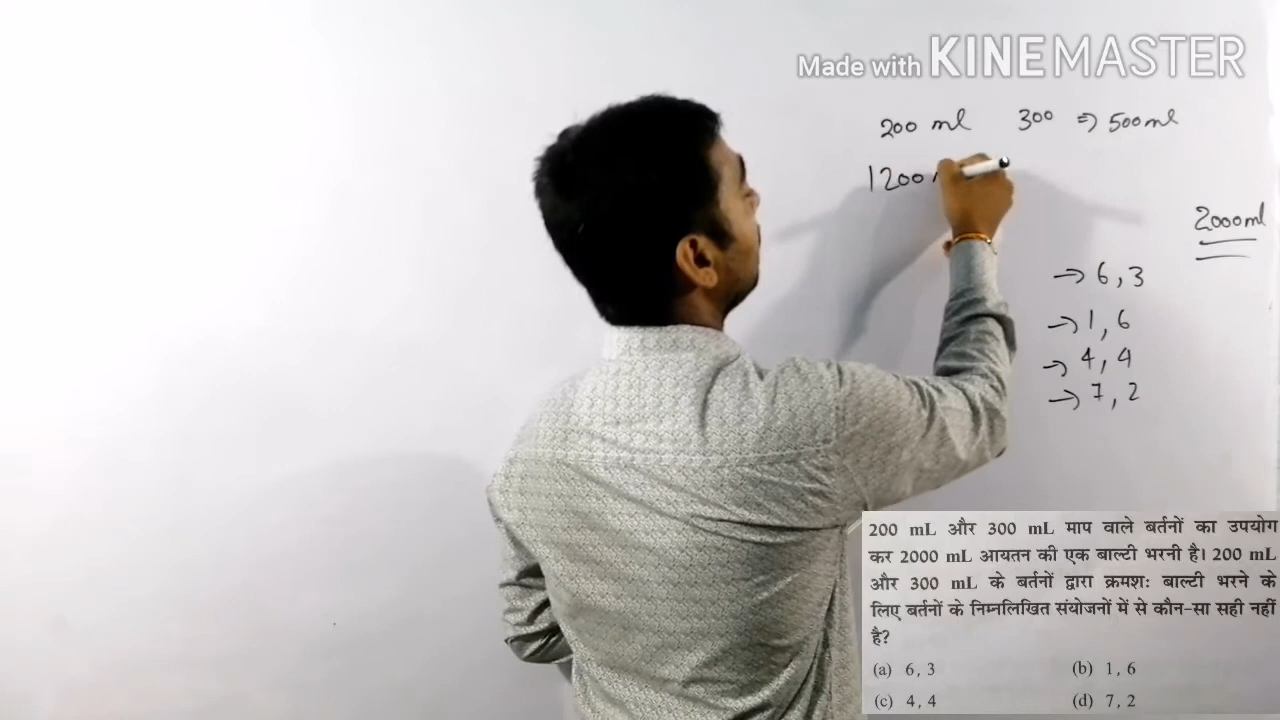 Made with KINEMASTER
200 ml 300 => 500ml
1200
2000ml
→ 6, 3
→ 1, 6
→ 4, 4
→ 7, 2
200 mL और 300 mL माप वाले बर्तनों का उपयोग
कर 2000 mL आयतन की एक बाल्टी भरनी है। 200 mL
और 300 mL के बर्तनों द्वारा क्रमशः बाल्टी भरने के
लिए बर्तनों के निम्नलिखित संयोजनों में से कौन-सा सही नहीं
है?
(a) 6, 3 (b) 1, 6
(c) 4, 4 (d) 7, 2